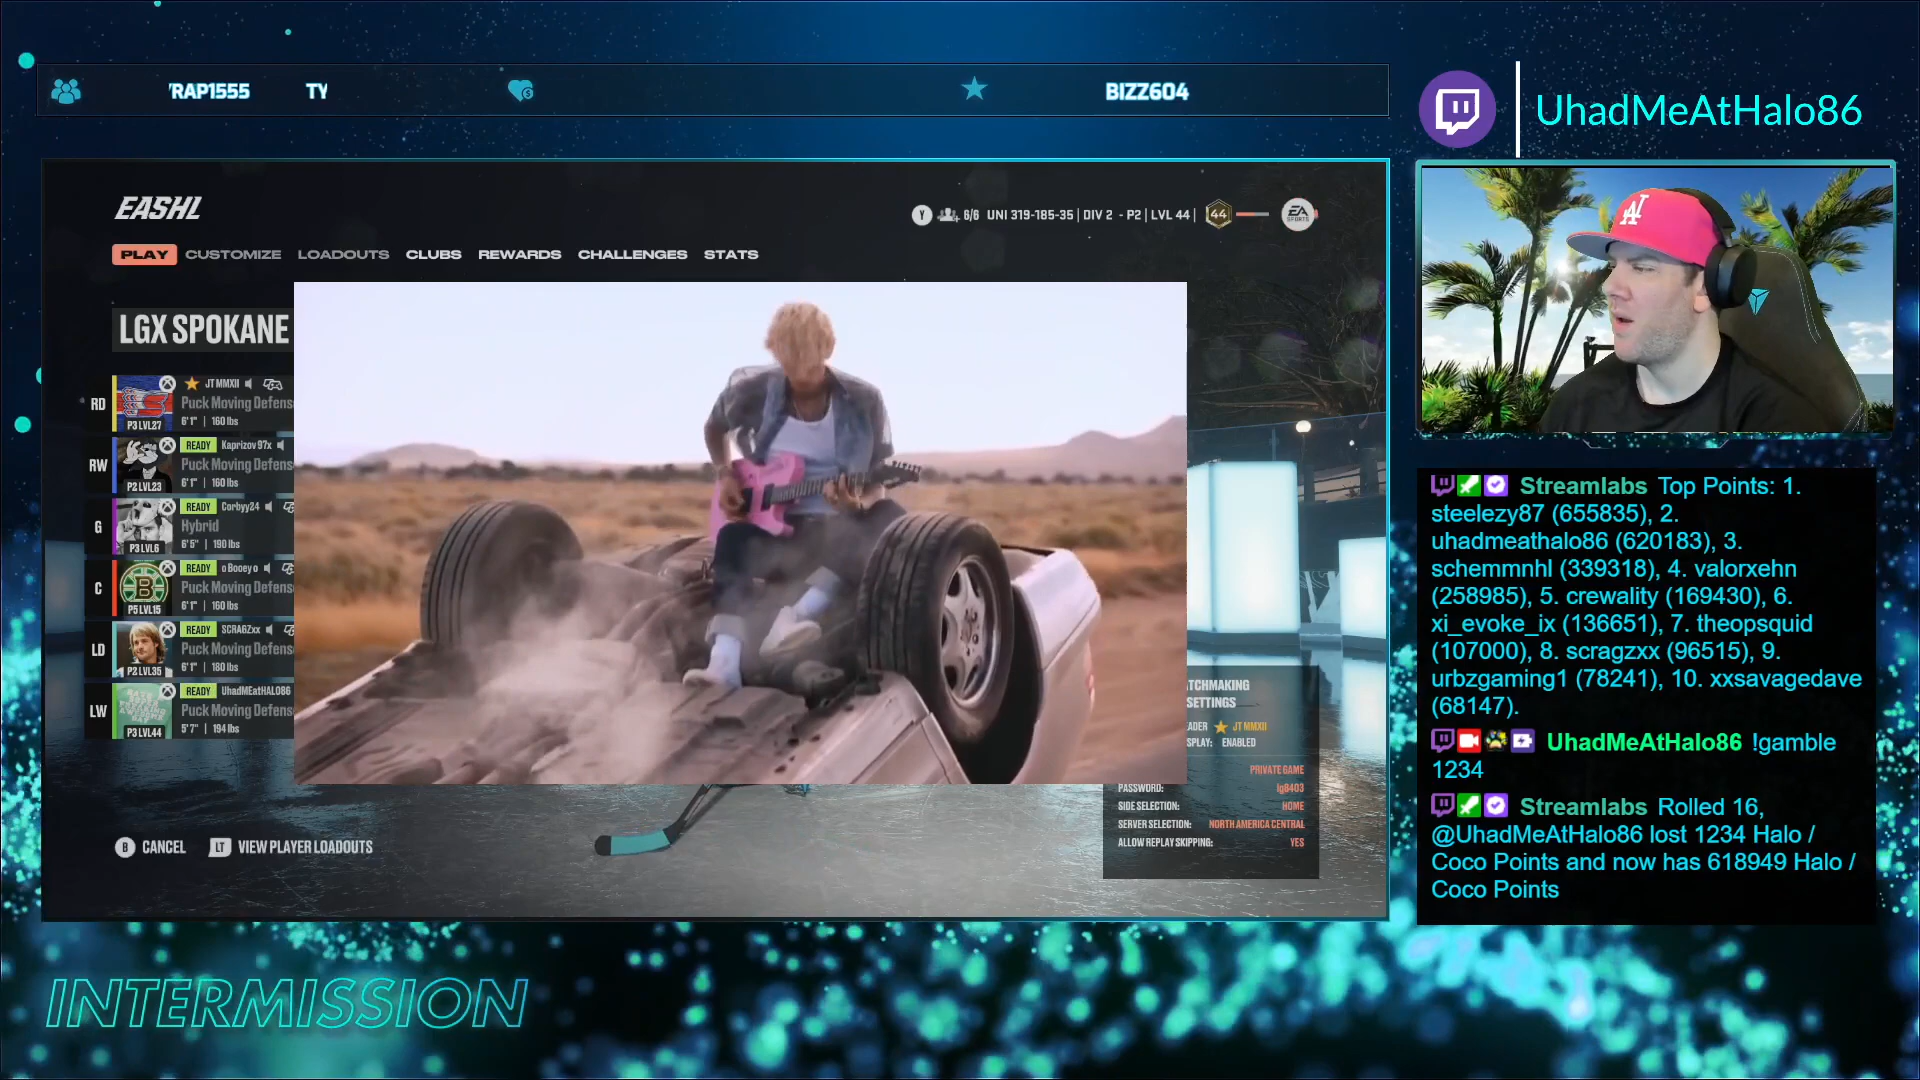 'RAP1555
TY
BIZZ604
UhadMeAtHalo86
EASHL
Y 6/6 UNI 319-185-35 | DIV 2 - P2 | LVL 44 | 44
EA SPORTS
PLAY CUSTOMIZE LOADOUTS CLUBS REWARDS CHALLENGES STATS
LGX SPOKANE
RD
JT MMXII
Puck Moving Defens
6'1" | 160 lbs
P3 LVL27
RW
READY Kaprizov97x
Puck Moving Defens
6'1" | 160 lbs
P2 LVL23
G
READY Corbyy24
Hybrid
6'5" | 190 lbs
P3 LVL6
C
READY o Booey o
Puck Moving Defens
6'1" | 160 lbs
P5 LVL15
LD
READY SCRAGZxx
Puck Moving Defens
6'1" | 180 lbs
P2 LVL35
LW
READY UhadMEatHALO86
Puck Moving Defens
5'7" | 194 lbs
P3 LVL44
TCHMAKING
SETTINGS
ADER JT MMXII
SPLAY: ENABLED
PRIVATE GAME
PASSWORD: lg8403
SIDE SELECTION: HOME
SERVER SELECTION: NORTH AMERICA CENTRAL
ALLOW REPLAY SKIPPING: YES
B CANCEL LT VIEW PLAYER LOADOUTS
INTERMISSION
Streamlabs Top Points: 1.
steelezy87 (655835), 2.
uhadmeathalo86 (620183), 3.
schemmnhl (339318), 4. valorxehn
(258985), 5. crewality (169430), 6.
xi_evoke_ix (136651), 7. theopsquid
(107000), 8. scragzxx (96515), 9.
urbzgaming1 (78241), 10. xxsavagedave
(68147).
UhadMeAtHalo86 !gamble
1234
Streamlabs Rolled 16,
@UhadMeAtHalo86 lost 1234 Halo /
Coco Points and now has 618949 Halo /
Coco Points